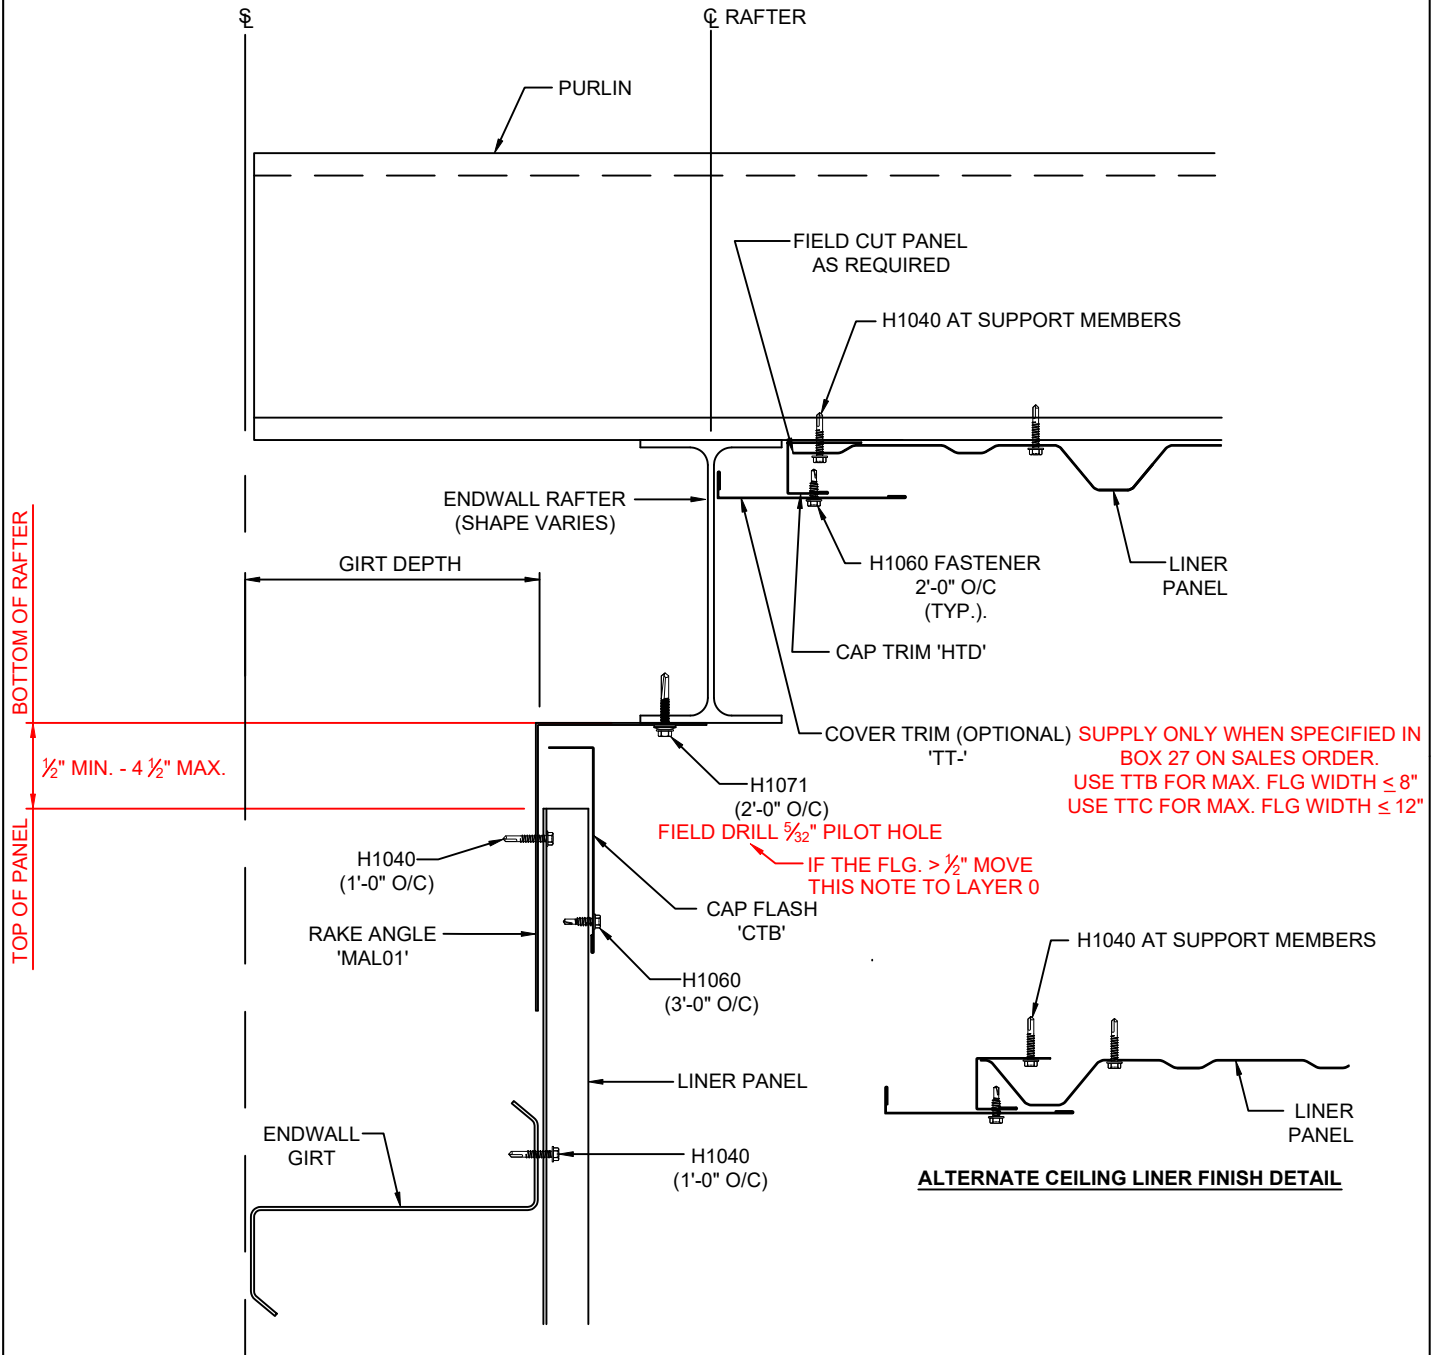 ℄ RAFTER
PURLIN
FIELD CUT PANEL
AS REQUIRED
H1040 AT SUPPORT MEMBERS
ENDWALL RAFTER
(SHAPE VARIES)
GIRT DEPTH
H1060 FASTENER
2'-0" O/C
(TYP.).
LINER
PANEL
CAP TRIM 'HTD'
BOTTOM OF RAFTER
½" MIN. - 4 ½" MAX.
TOP OF PANEL
COVER TRIM (OPTIONAL)
'TT-'
SUPPLY ONLY WHEN SPECIFIED IN
BOX 27 ON SALES ORDER.
USE TTB FOR MAX. FLG WIDTH ≤ 8"
USE TTC FOR MAX. FLG WIDTH ≤ 12"
H1071
(2'-0" O/C)
FIELD DRILL 5⁄32" PILOT HOLE
IF THE FLG. > ½" MOVE
THIS NOTE TO LAYER 0
H1040
(1'-0" O/C)
CAP FLASH
'CTB'
RAKE ANGLE
'MAL01'
H1060
(3'-0" O/C)
H1040 AT SUPPORT MEMBERS
LINER PANEL
ENDWALL
GIRT
H1040
(1'-0" O/C)
LINER
PANEL
ALTERNATE CEILING LINER FINISH DETAIL